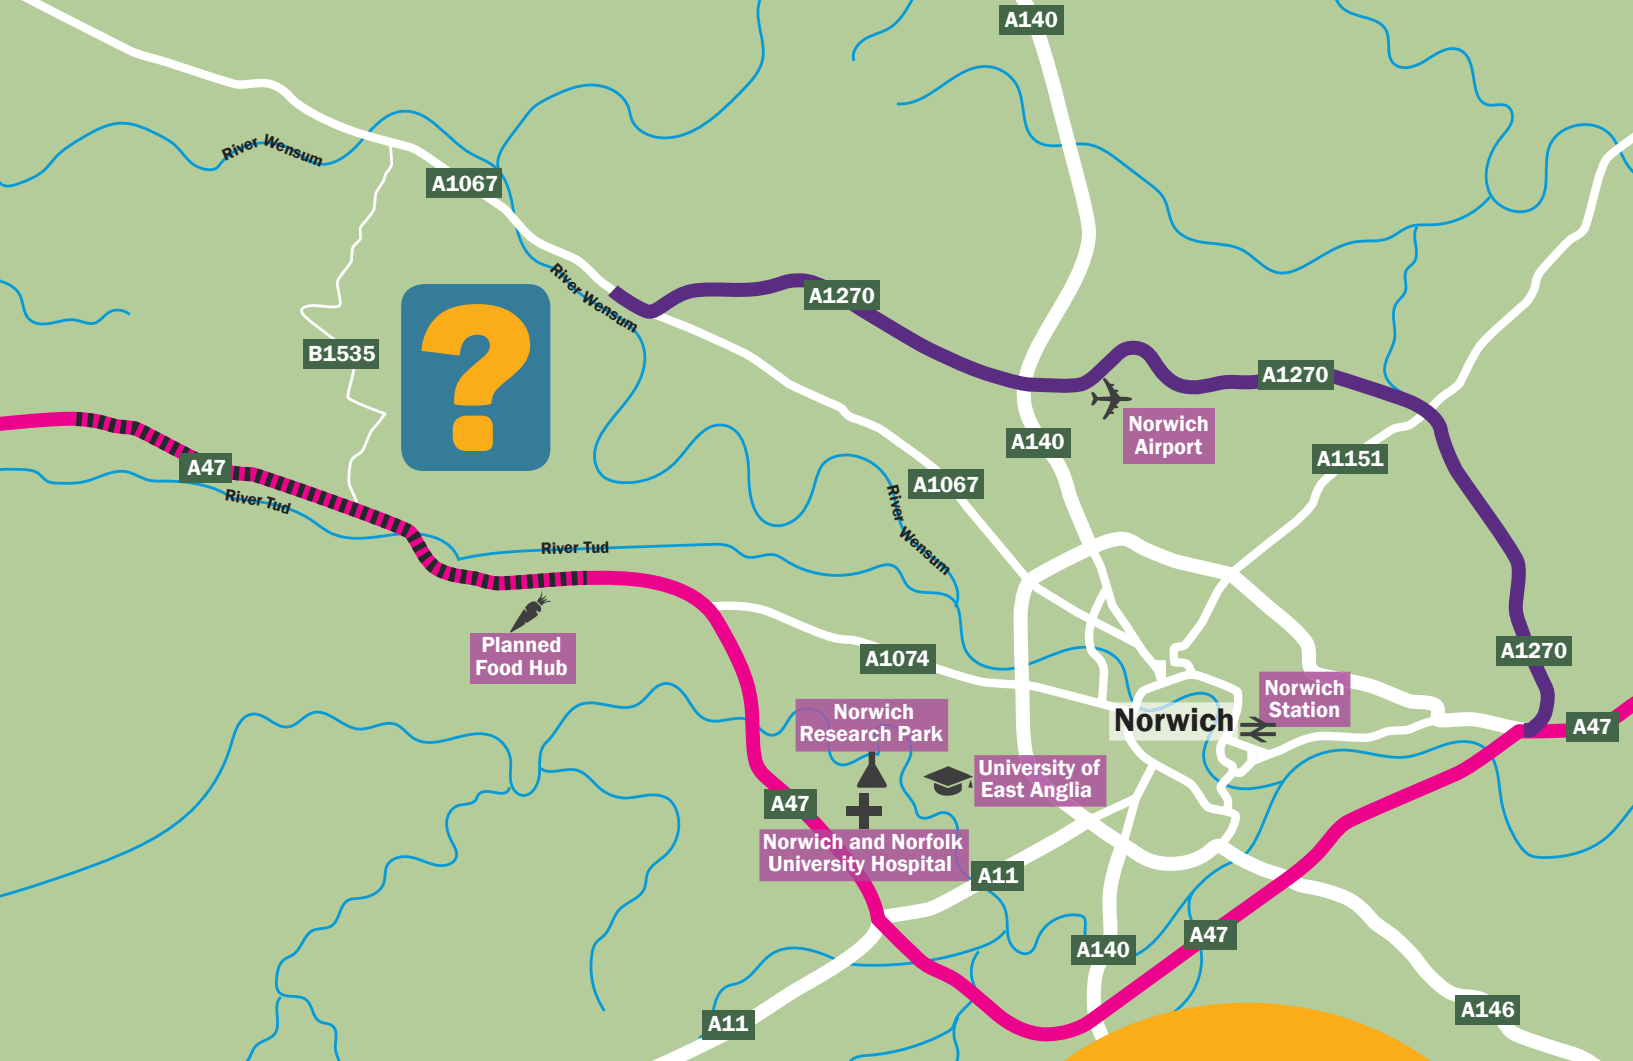 A140
River Wensum
A1067
River Wensum
A1270
?
B1535
A1270
Norwich
Airport
A140
A1151
A47
River Tud
A1067
River Wensum
River Tud
Planned
Food Hub
A1074
A1270
Norwich
Station
Norwich
Norwich
Research Park
A47
University of
East Anglia
A47
Norwich and Norfolk
University Hospital
A11
A47
A140
A146
A11